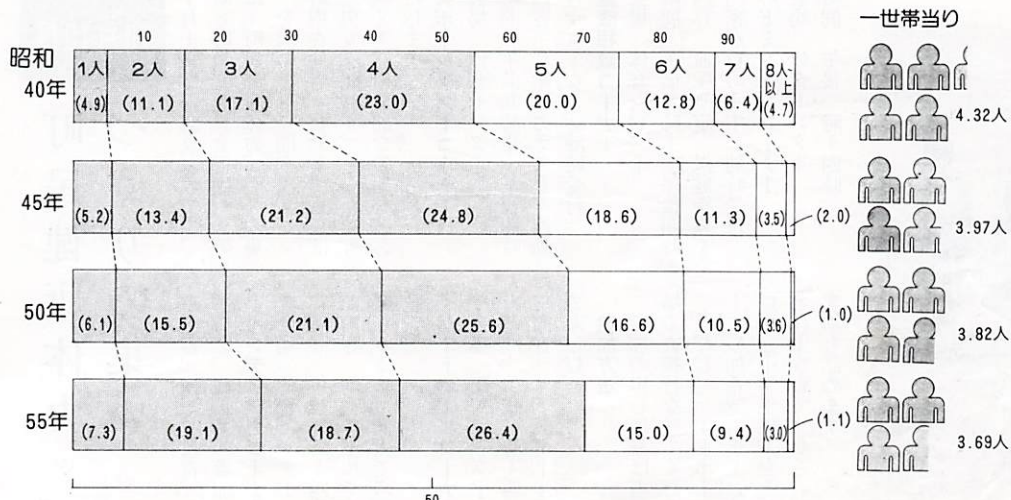 一世帯当り
10 20 30 40 50 60 70 80 90
昭和
40年
1人 2人 3人 4人 5人 6人 7人 8人以上
(4.9) (11.1) (17.1) (23.0) (20.0) (12.8) (6.4) (4.7)
4.32人
45年
(5.2) (13.4) (21.2) (24.8) (18.6) (11.3) (3.5) (2.0)
3.97人
50年
(6.1) (15.5) (21.1) (25.6) (16.6) (10.5) (3.6) (1.0)
3.82人
55年
(7.3) (19.1) (18.7) (26.4) (15.0) (9.4) (3.0) (1.1)
3.69人
50